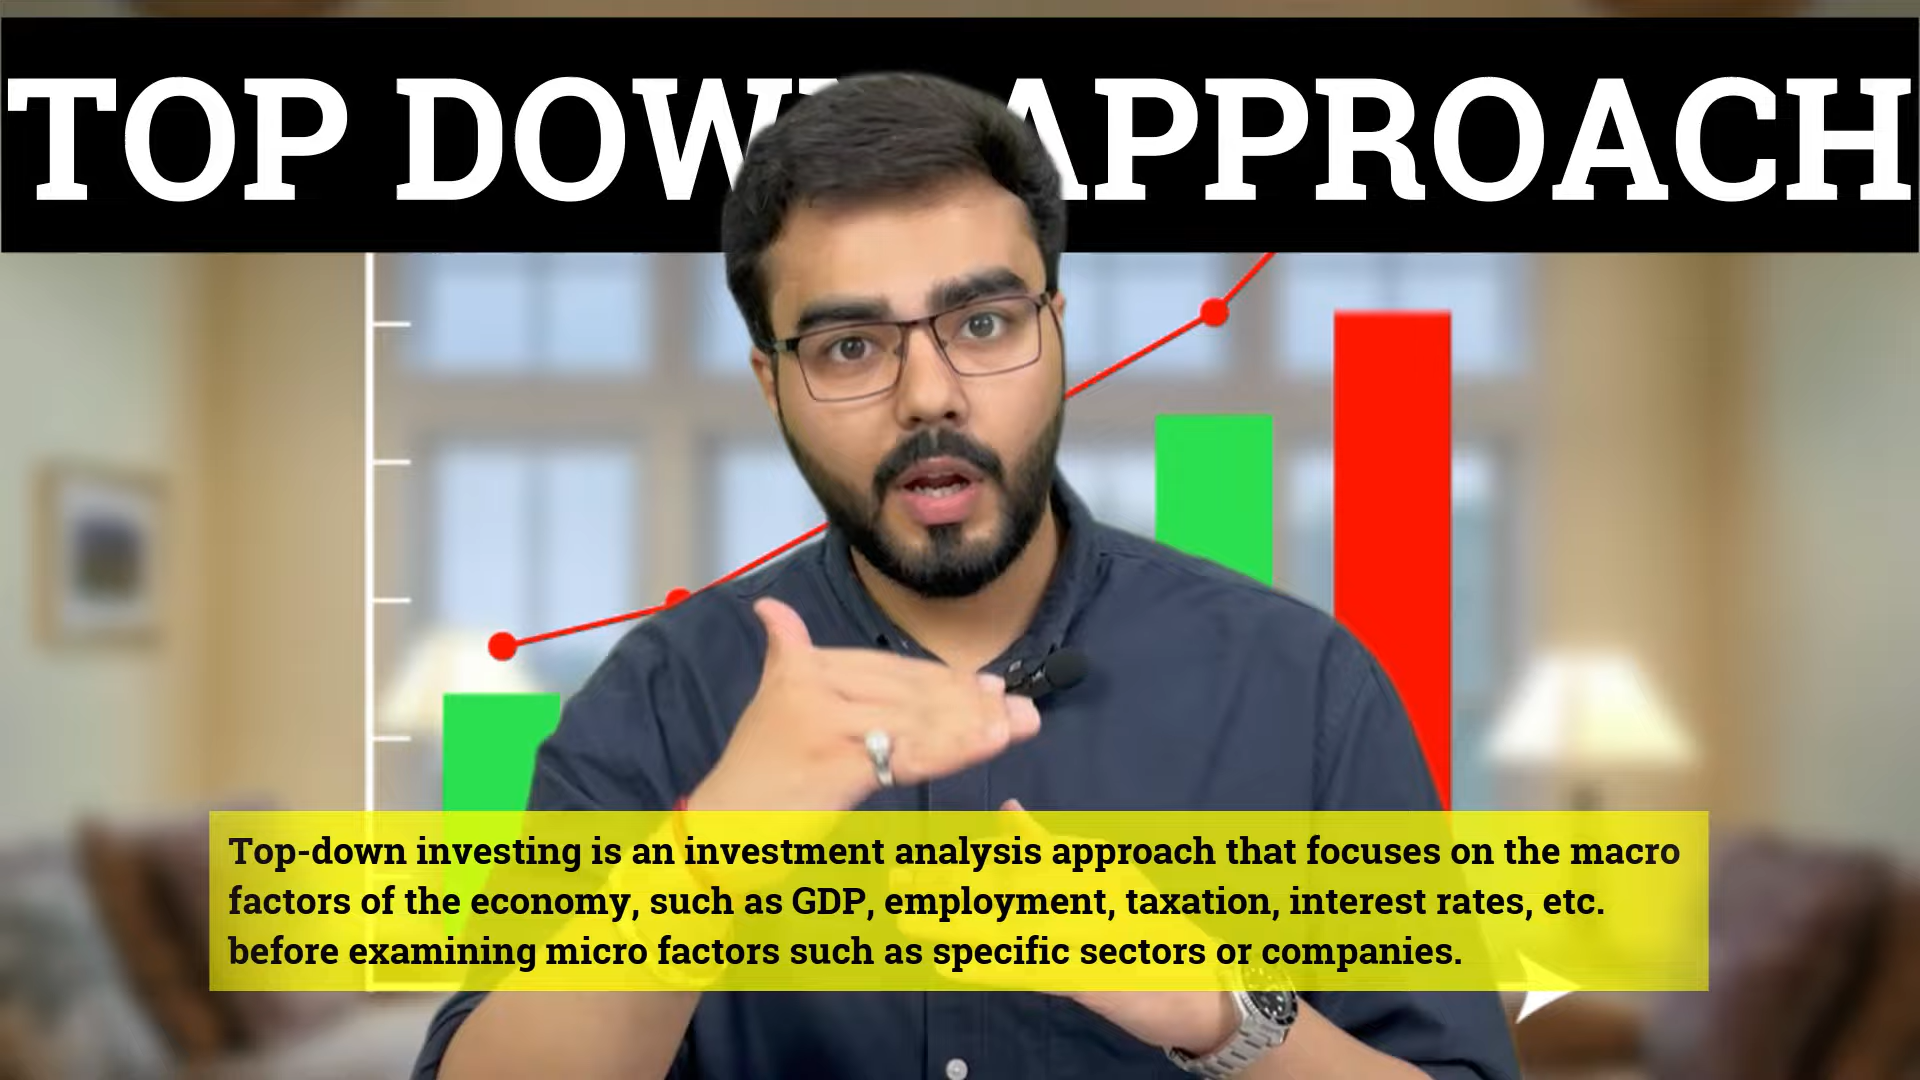 TOP DOWN APPROACH
Top-down investing is an investment analysis approach that focuses on the macro
factors of the economy, such as GDP, employment, taxation, interest rates, etc.
before examining micro factors such as specific sectors or companies.